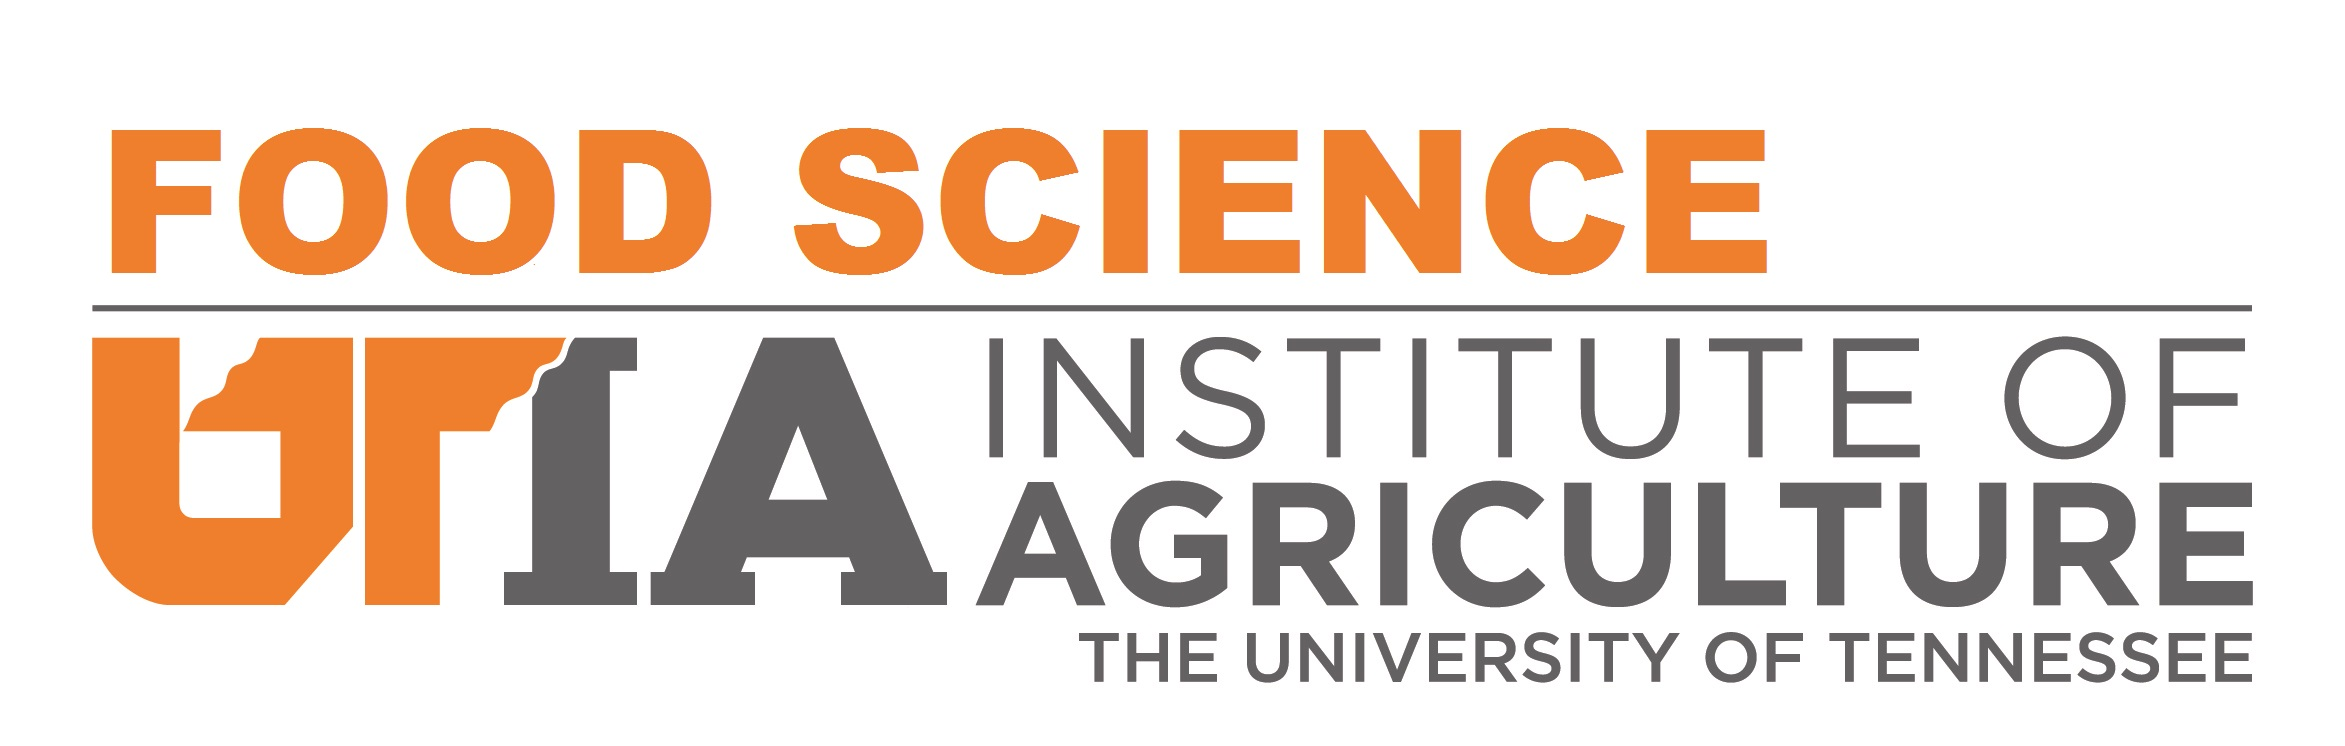 FOOD SCIENCE
UTIA INSTITUTE OF
AGRICULTURE
THE UNIVERSITY OF TENNESSEE